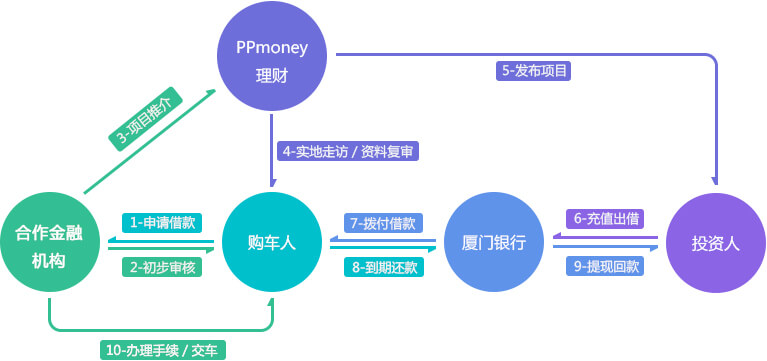 PPmoney
理财
5-发布项目
3-项目推介
4-实地走访 / 资料复审
合作金融
机构
1-申请借款
2-初步审核
购车人
7-拨付借款
8-到期还款
厦门银行
6-充值出借
9-提现回款
投资人
10-办理手续 / 交车